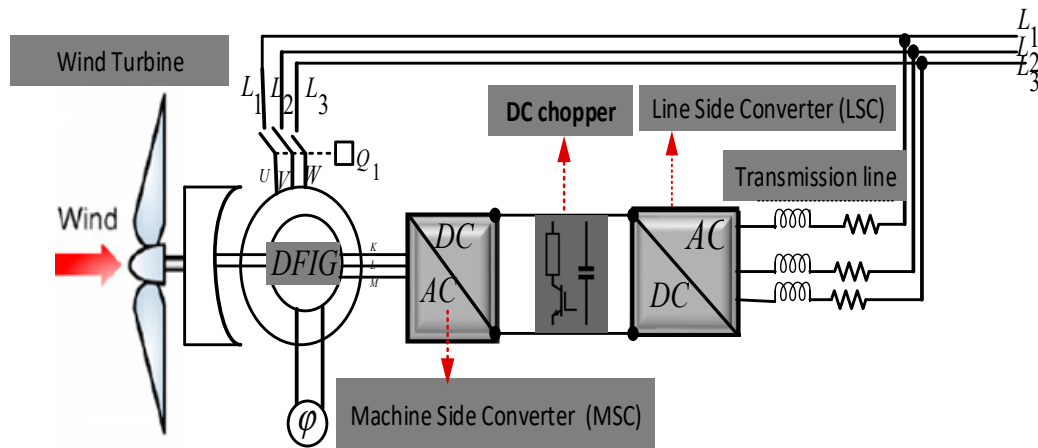 L1
L2
L3
Wind Turbine
L1 L2 L3
DC chopper
Line Side Converter (LSC)
Q1
U V W
Transmission line
Wind
DFIG
K
L
M
DC
AC
AC
DC
φ
Machine Side Converter (MSC)